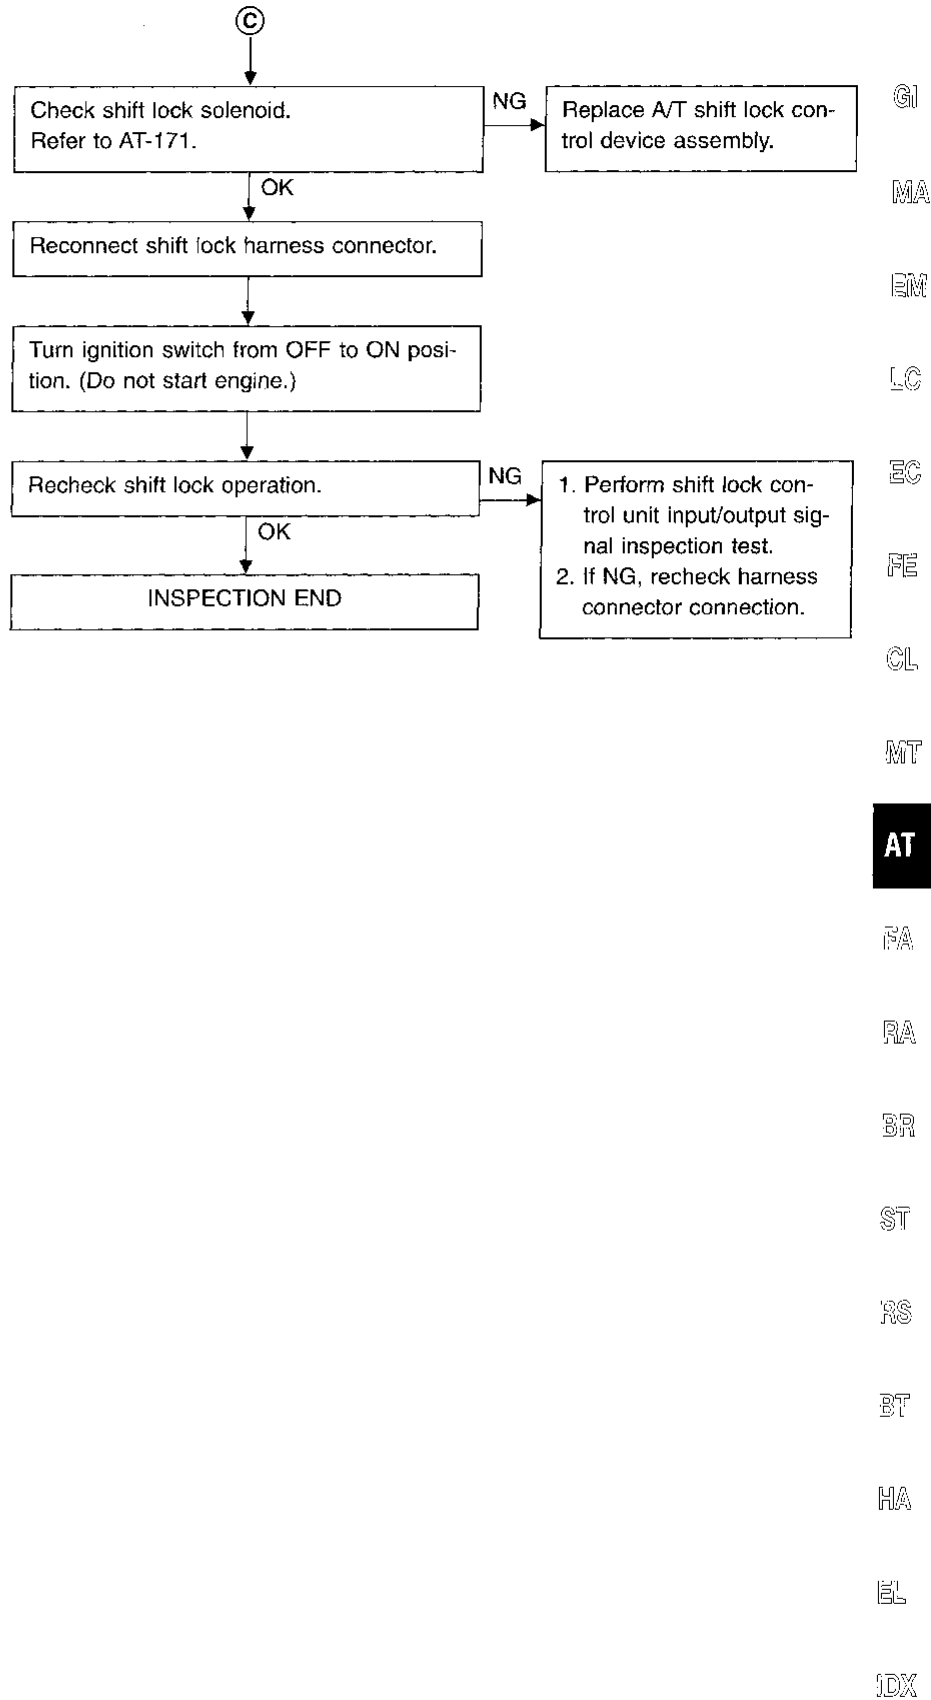 C
Check shift lock solenoid.
Refer to AT-171.
NG
Replace A/T shift lock con-
trol device assembly.
OK
Reconnect shift lock harness connector.
Turn ignition switch from OFF to ON posi-
tion. (Do not start engine.)
Recheck shift lock operation.
NG
1. Perform shift lock con-
trol unit input/output sig-
nal inspection test.
2. If NG, recheck harness
connector connection.
OK
INSPECTION END
GI
MA
EM
LC
EC
FE
CL
MT
AT
FA
RA
BR
ST
RS
BT
HA
EL
IDX